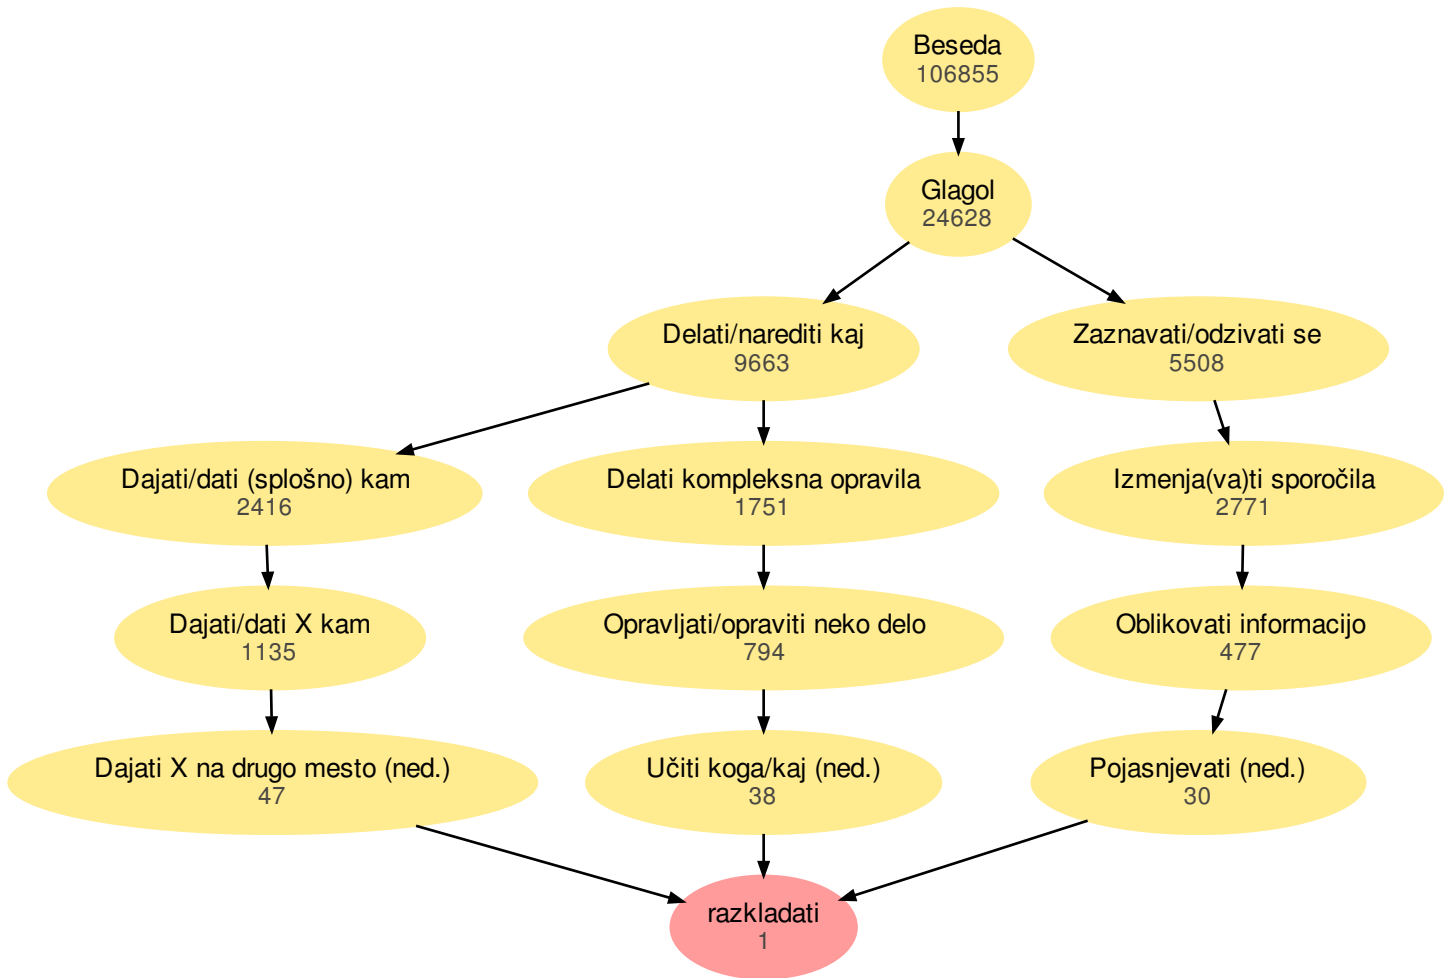 Beseda
106855
Glagol
24628
Delati/narediti kaj
9663
Zaznavati/odzivati se
5508
Dajati/dati (splošno) kam
2416
Delati kompleksna opravila
1751
Izmenja(va)ti sporočila
2771
Dajati/dati X kam
1135
Opravljati/opraviti neko delo
794
Oblikovati informacijo
477
Dajati X na drugo mesto (ned.)
47
Učiti koga/kaj (ned.)
38
Pojasnjevati (ned.)
30
razkladati
1